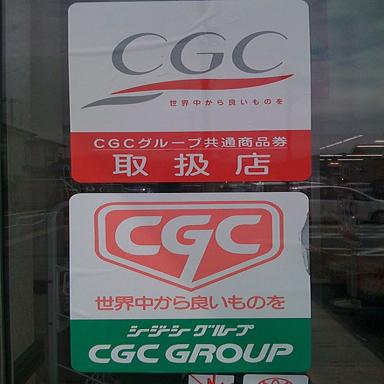 CGC
世界中から良いものを
CGCグループ共通商品券
取扱店
CGC
世界中から良いものを
シージーシーグループ
CGC GROUP